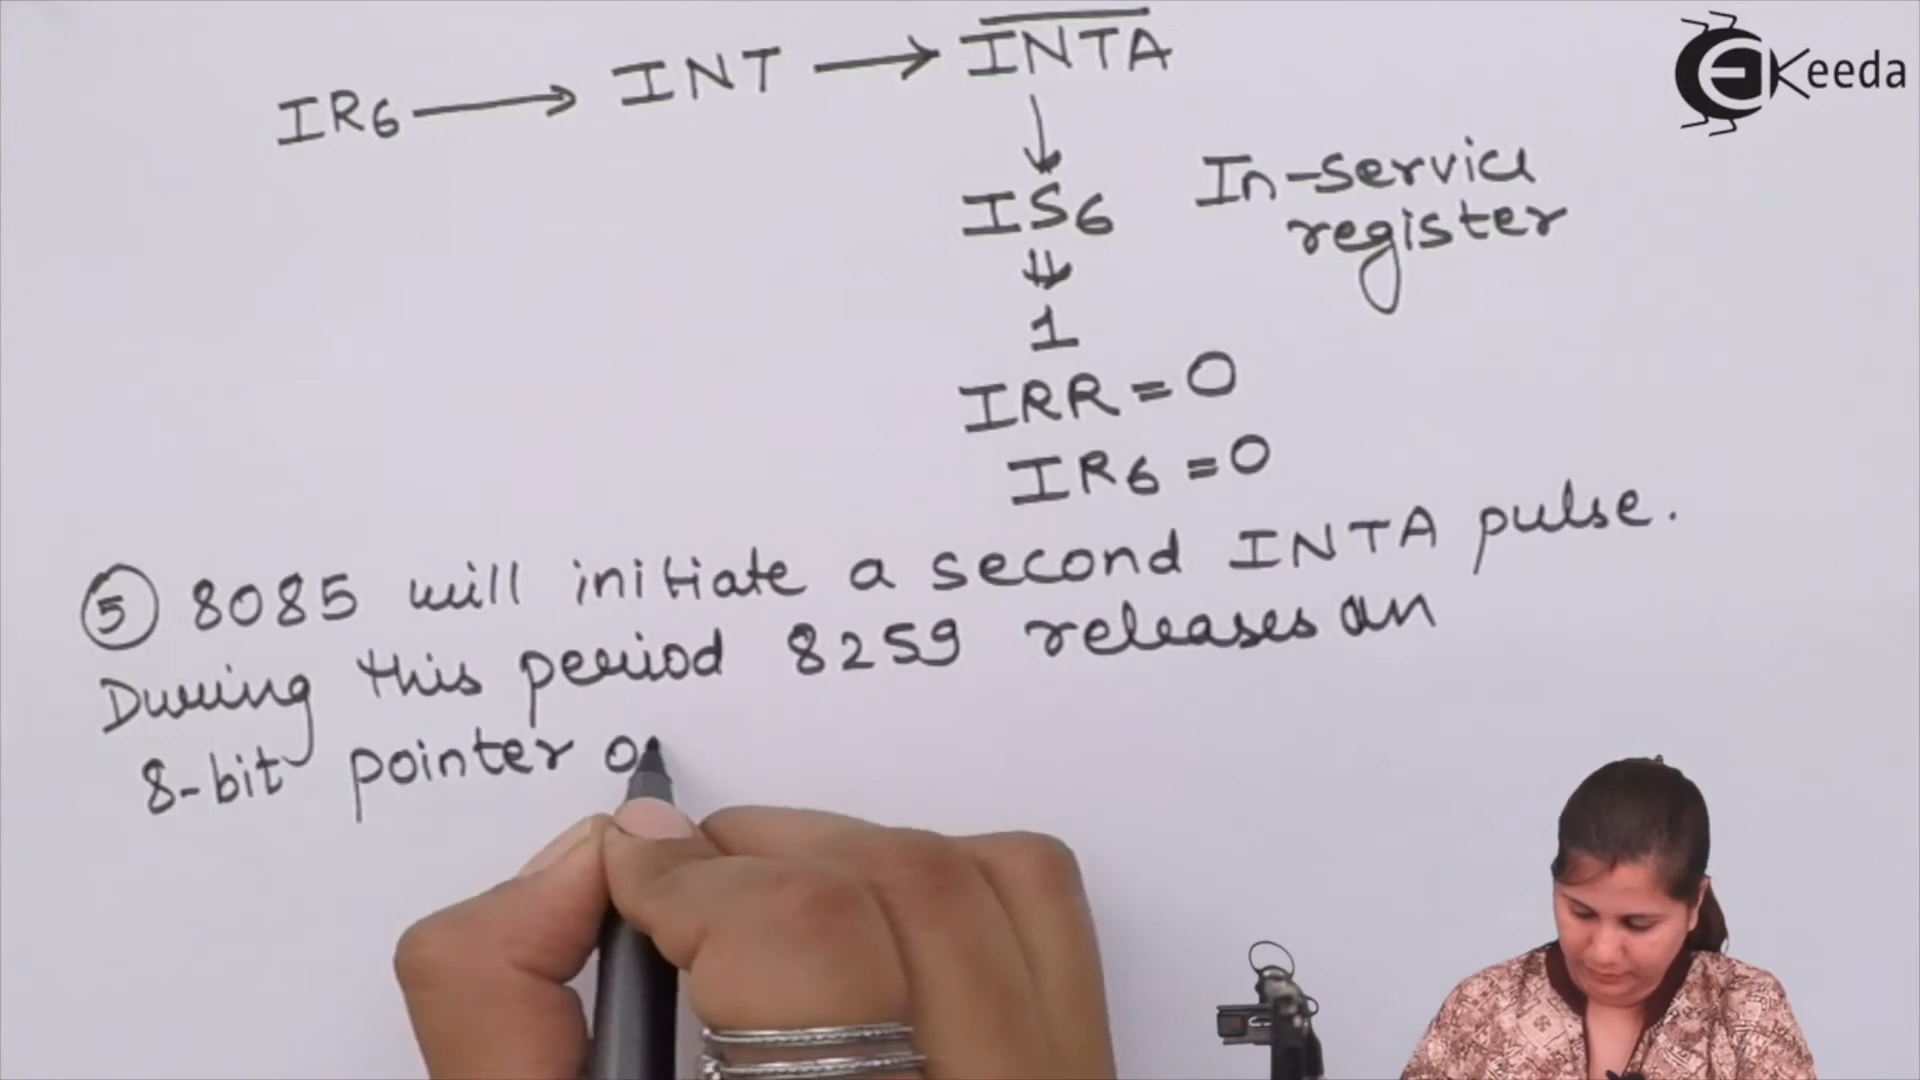 IR6 → INT → INTA
Keeda
IS6
In-service
register
1
IRR = 0
IR6 = 0
5 8085 will initiate a second INTA pulse.
During this period 8259 releases an
8-bit pointer o